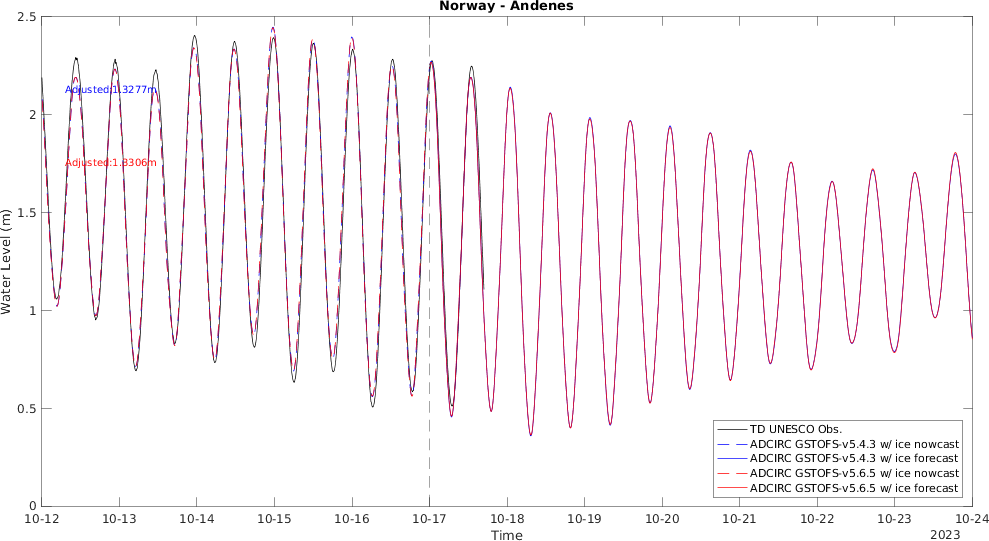 Norway - Andenes
2.5
2
1.5
1
0.5
0
Water Level (m)
Adjusted:1.3277m
Adjusted:1.8306m
TD UNESCO Obs.
ADCIRC GSTOFS-v5.4.3 w/ ice nowcast
ADCIRC GSTOFS-v5.4.3 w/ ice forecast
ADCIRC GSTOFS-v5.6.5 w/ ice nowcast
ADCIRC GSTOFS-v5.6.5 w/ ice forecast
10-12 10-13 10-14 10-15 10-16 10-17 10-18 10-19 10-20 10-21 10-22 10-23 10-24
Time
2023